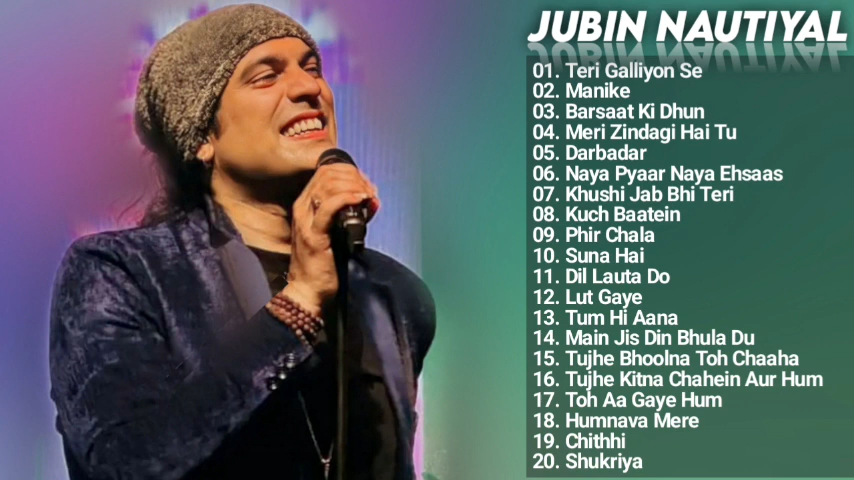 JUBIN NAUTIYAL
01. Teri Galliyon Se
02. Manike
03. Barsaat Ki Dhun
04. Meri Zindagi Hai Tu
05. Darbadar
06. Naya Pyaar Naya Ehsaas
07. Khushi Jab Bhi Teri
08. Kuch Baatein
09. Phir Chala
10. Suna Hai
11. Dil Lauta Do
12. Lut Gaye
13. Tum Hi Aana
14. Main Jis Din Bhula Du
15. Tujhe Bhoolna Toh Chaaha
16. Tujhe Kitna Chahein Aur Hum
17. Toh Aa Gaye Hum
18. Humnava Mere
19. Chithhi
20. Shukriya